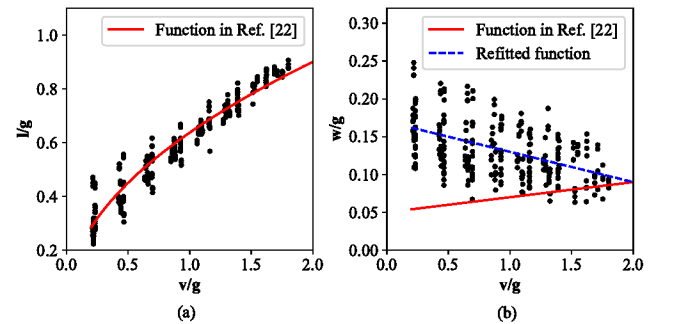 1.0
0.8
0.6
0.4
0.2
l/g
Function in Ref. [22]
0.0 0.5 1.0 1.5 2.0
v/g
(a)
0.30
0.25
0.20
0.15
0.10
0.05
0.00
w/g
Function in Ref. [22]
Refitted function
0.0 0.5 1.0 1.5 2.0
v/g
(b)